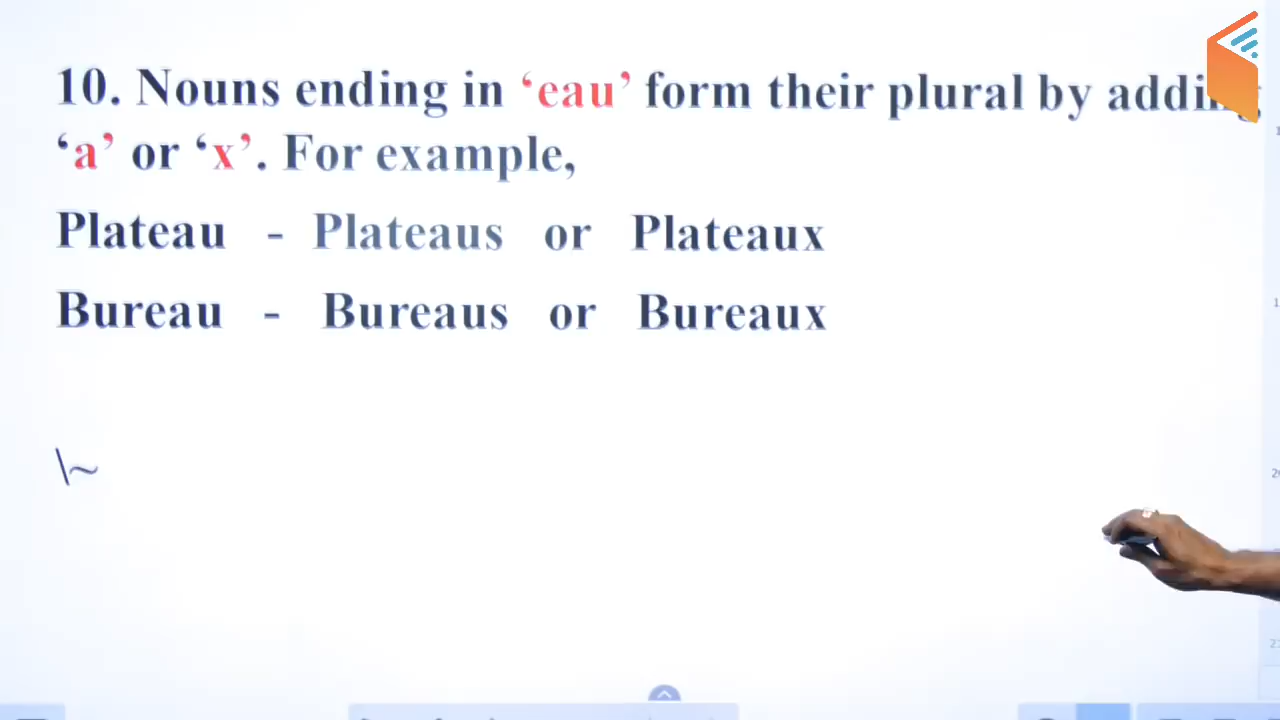 10. Nouns ending in ‘eau’ form their plural by adding
‘a’ or ‘x’. For example,
Plateau - Plateaus or Plateaux
Bureau - Bureaus or Bureaux